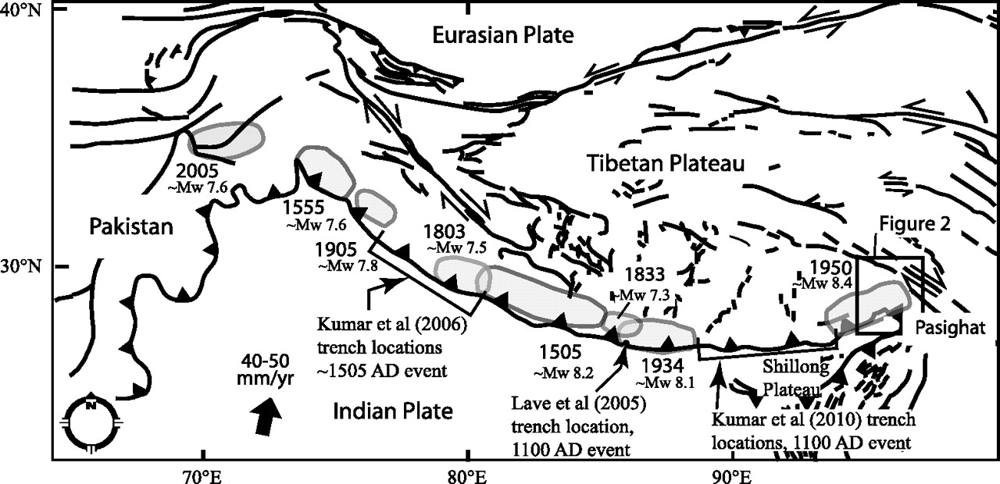 40°N
Eurasian Plate
Tibetan Plateau
2005
~Mw 7.6
Pakistan
1555
~Mw 7.6
1905
~Mw 7.8
1803
~Mw 7.5
Figure 2
30°N
1833
~Mw 7.3
1950
~Mw 8.4
Pasighat
Kumar et al (2006)
trench locations
~1505 AD event
1505
~Mw 8.2
1934
~Mw 8.1
Shillong
Plateau
40-50
mm/yr
Indian Plate
Lave et al (2005)
trench location,
1100 AD event
Kumar et al (2010) trench
locations, 1100 AD event
N
70°E
80°E
90°E